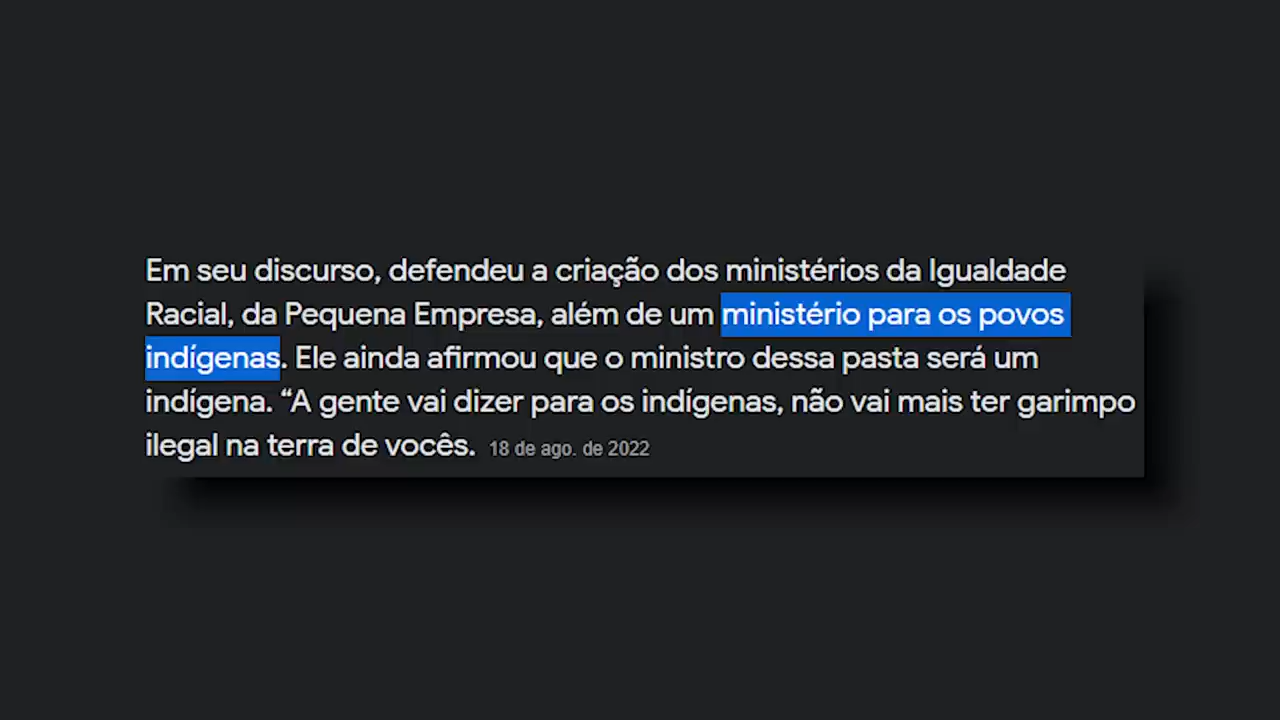 Em seu discurso, defendeu a criação dos ministérios da Igualdade
Racial, da Pequena Empresa, além de um ministério para os povos
indígenas. Ele ainda afirmou que o ministro dessa pasta será um
indígena. “A gente vai dizer para os indígenas, não vai mais ter garimpo
ilegal na terra de vocês. 18 de ago. de 2022